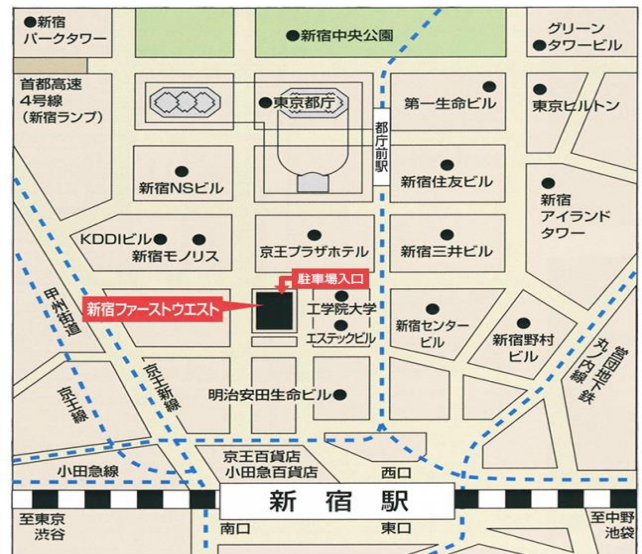 新宿
パークタワー
新宿中央公園
グリーン
タワービル
首都高速
4号線
(新宿ランプ)
東京都庁
第一生命ビル
東京ヒルトン
都庁前駅
新宿NSビル
新宿住友ビル
新宿
アイランド
タワー
KDDIビル
新宿モノリス
京王プラザホテル
新宿三井ビル
駐車場入口
新宿ファーストウエスト
工学院大学
エステックビル
新宿センター
ビル
新宿野村
ビル
甲州街道
京王新線
京王線
営団地下鉄
丸ノ内線
明治安田生命ビル
京王百貨店
小田急百貨店
小田急線
西口
新宿駅
至東京
渋谷
南口
東口
至中野
池袋